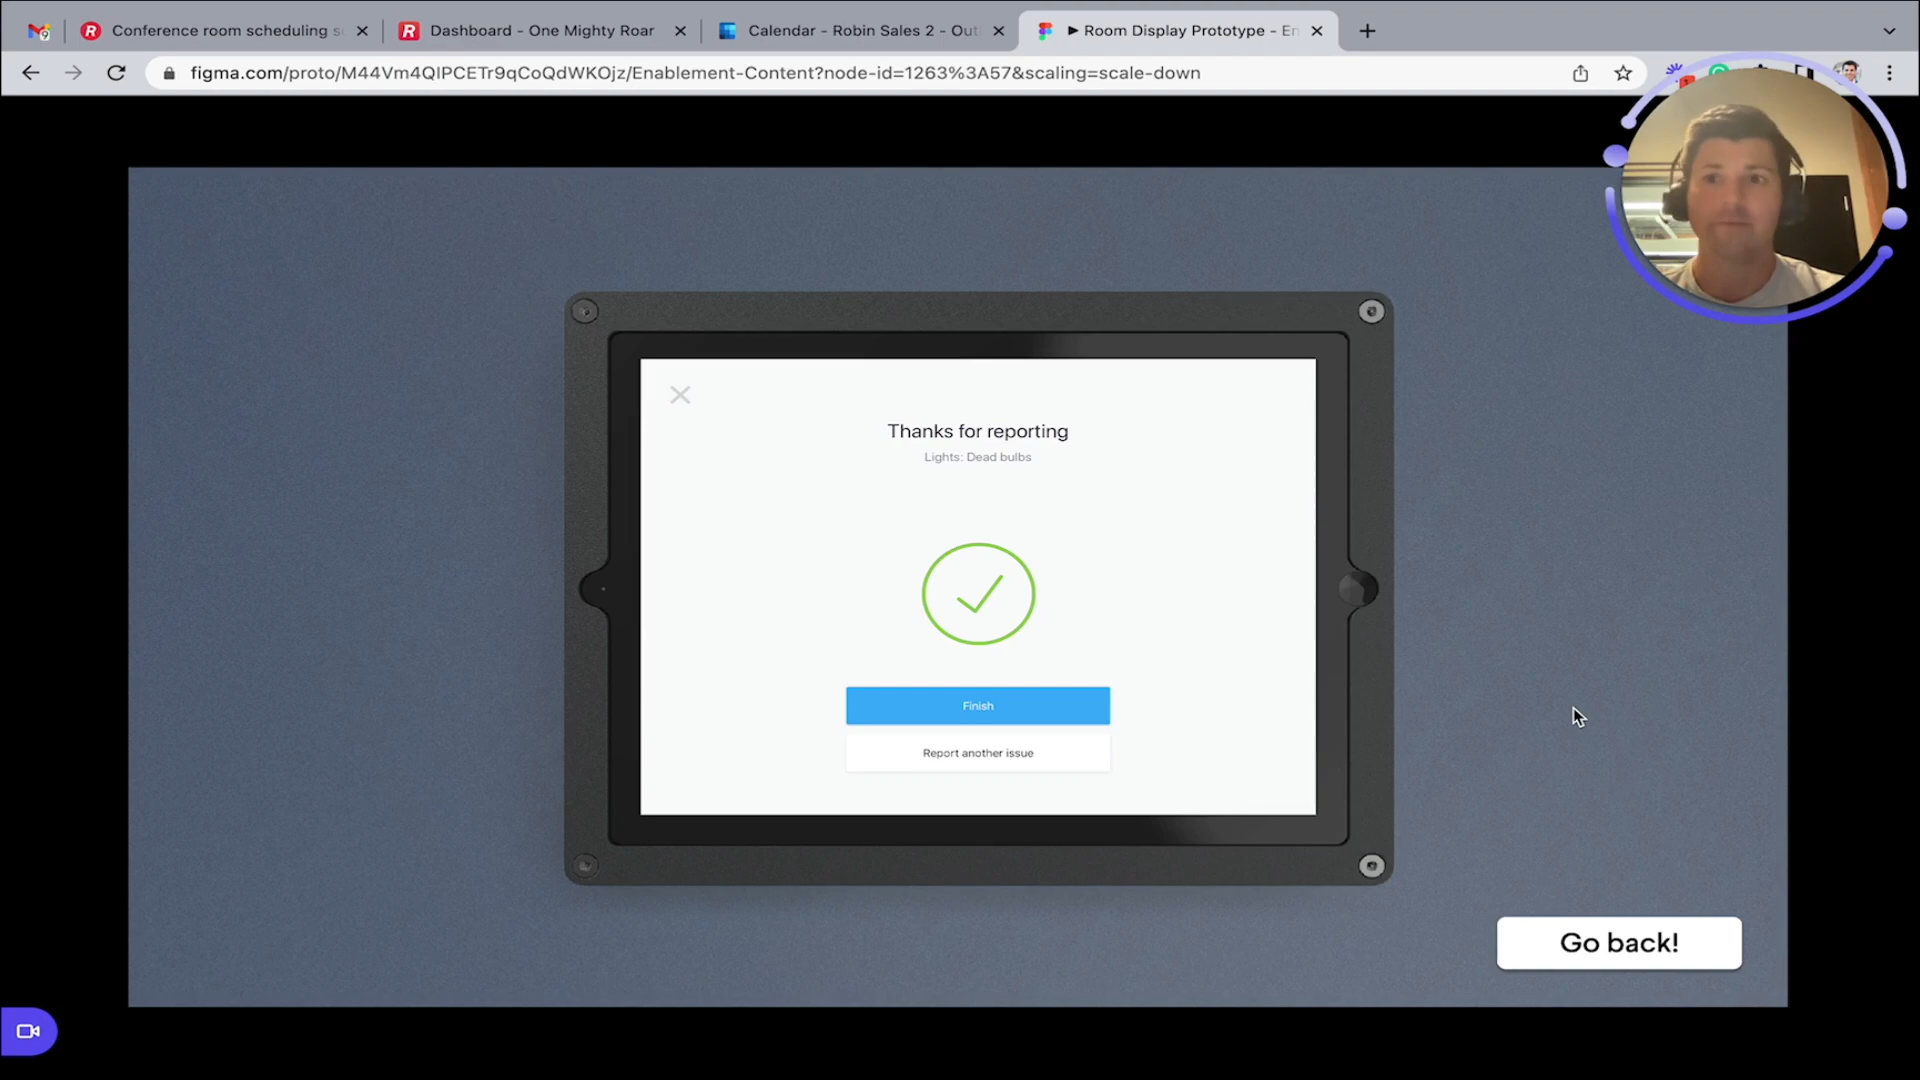 Conference room scheduling s
Dashboard - One Mighty Roar
Calendar - Robin Sales 2 - Out
Room Display Prototype - En
figma.com/proto/M44Vm4QlPCETr9qCoQdWKOjz/Enablement-Content?node-id=1263%3A57&scaling=scale-down
Thanks for reporting
Lights: Dead bulbs
Finish
Report another issue
Go back!